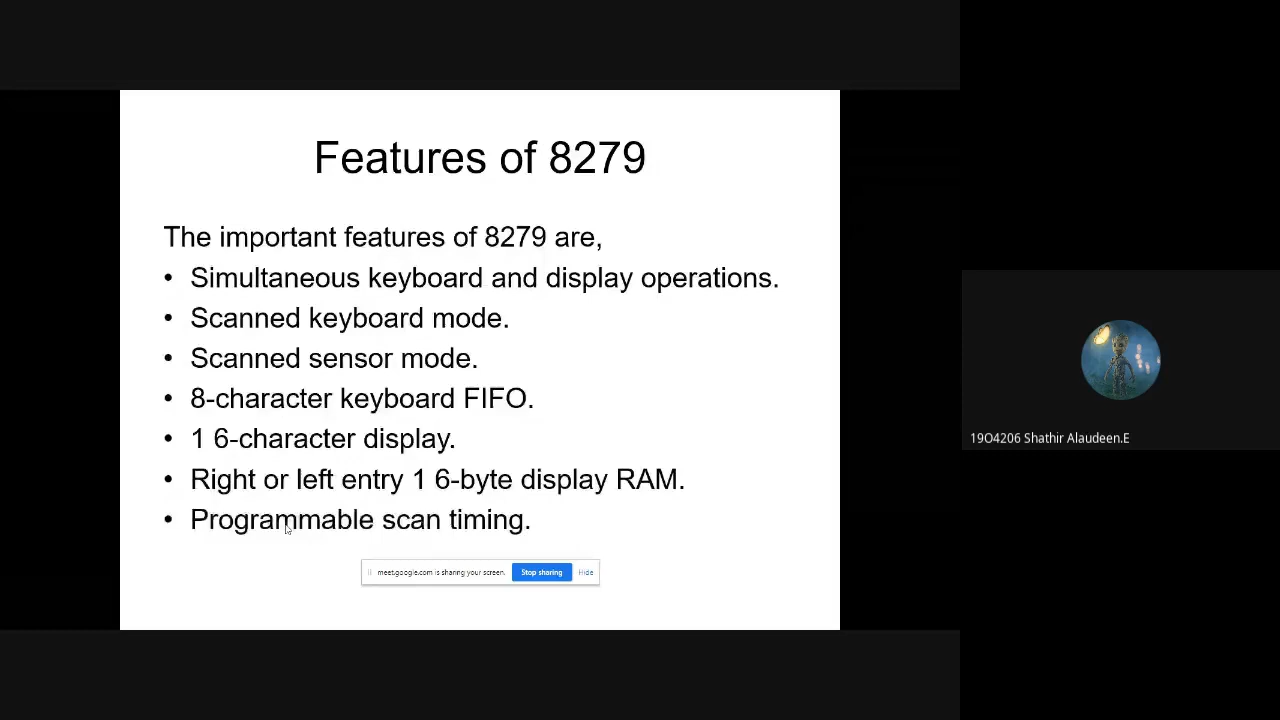 Features of 8279
The important features of 8279 are,
• Simultaneous keyboard and display operations.
• Scanned keyboard mode.
• Scanned sensor mode.
• 8-character keyboard FIFO.
• 1 6-character display.
• Right or left entry 1 6-byte display RAM.
• Programmable scan timing.
meet.google.com is sharing your screen. Stop sharing Hide
19O4206 Shathir Alaudeen.E